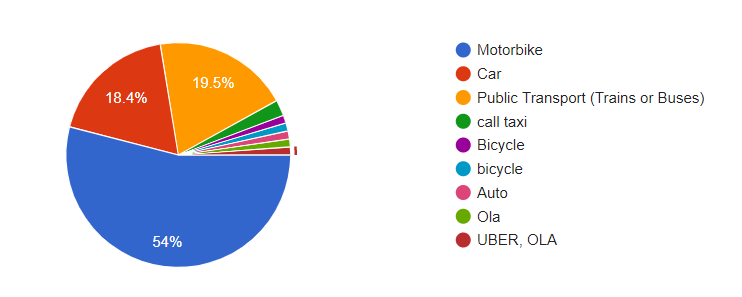 19.5%
18.4%
54%
Motorbike
Car
Public Transport (Trains or Buses)
call taxi
Bicycle
bicycle
Auto
Ola
UBER, OLA